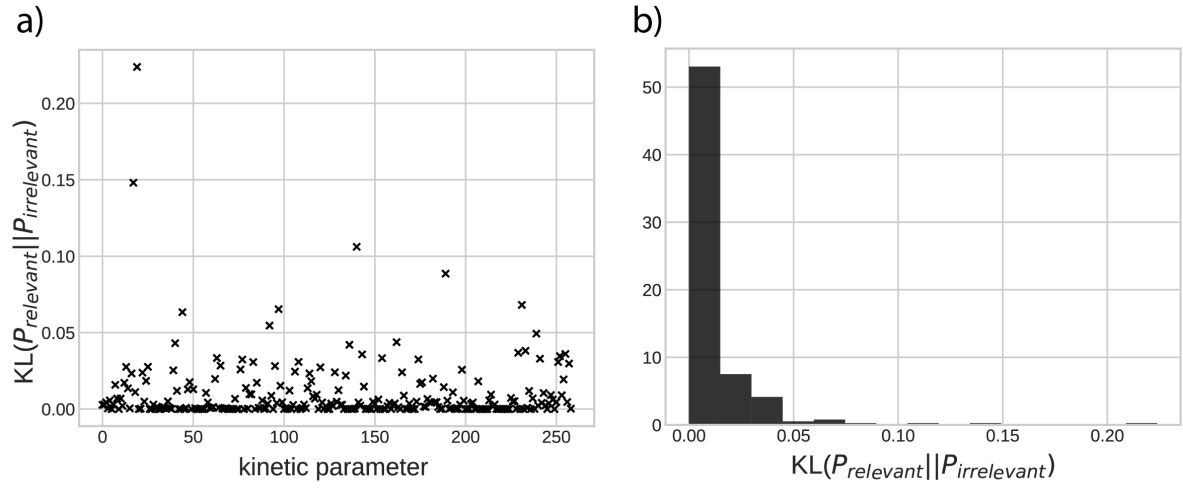 a)
KL(P_relevant||P_irrelevant)
0.20
0.15
0.10
0.05
0.00
0 50 100 150 200 250
kinetic parameter
b)
50
40
30
20
10
0
0.00 0.05 0.10 0.15 0.20
KL(P_relevant||P_irrelevant)